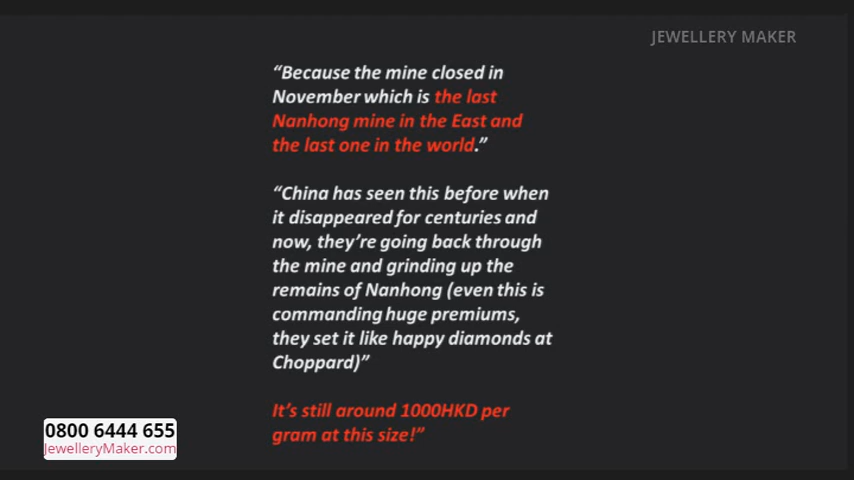 JEWELLERY MAKER
“Because the mine closed in
November which is the last
Nanhong mine in the East and
the last one in the world.”
“China has seen this before when
it disappeared for centuries and
now, they’re going back through
the mine and grinding up the
remains of Nanhong (even this is
commanding huge premiums,
they set it like happy diamonds at
Choppard)”
It’s still around 1000HKD per
gram at this size!”
0800 6444 655
JewelleryMaker.com